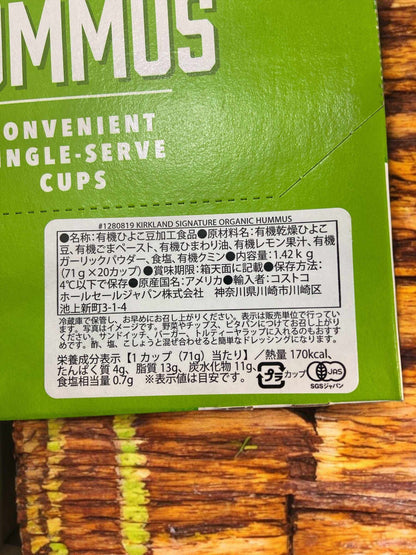 HUMMUS
CONVENIENT
SINGLE-SERVE
CUPS
#1280819 KIRKLAND SIGNATURE ORGANIC HUMMUS
●名称：有機ひよこ豆加工食品●原材料名：有機乾燥ひよこ
豆、有機ごまペースト、有機ひまわり油、有機レモン果汁、有機
ガーリックパウダー、食塩、有機クミン●内容量：1.42ｋg
（71ｇ×20カップ）●賞味期限：箱天面に記載●保存方法：
4℃以下で保存●原産国名：アメリカ●輸入者：コストコ
ホールセールジャパン株式会社　神奈川県川崎市川崎区
池上新町3-1-4
冷蔵庫で保管し、お早めにお召し上がりください。表示は販売単位で行ってい
ます。写真はイメージです。野菜やチップス、ピタパンにつけてお召し上がり
ください。サンドイッチ、バーガー、トルティーヤラップに入れるのもおすす
めです。酢、塩、こしょうと混ぜ合わせると簡単なドレッシングになります。
栄養成分表示【1 カップ（71g）当たり】／熱量 170kcal、
たんぱく質 4g、脂質 13g、炭水化物 11g、
食塩相当量 0.7g　※表示値は目安です。
プラ
カップ
JAS
SGSジャパン